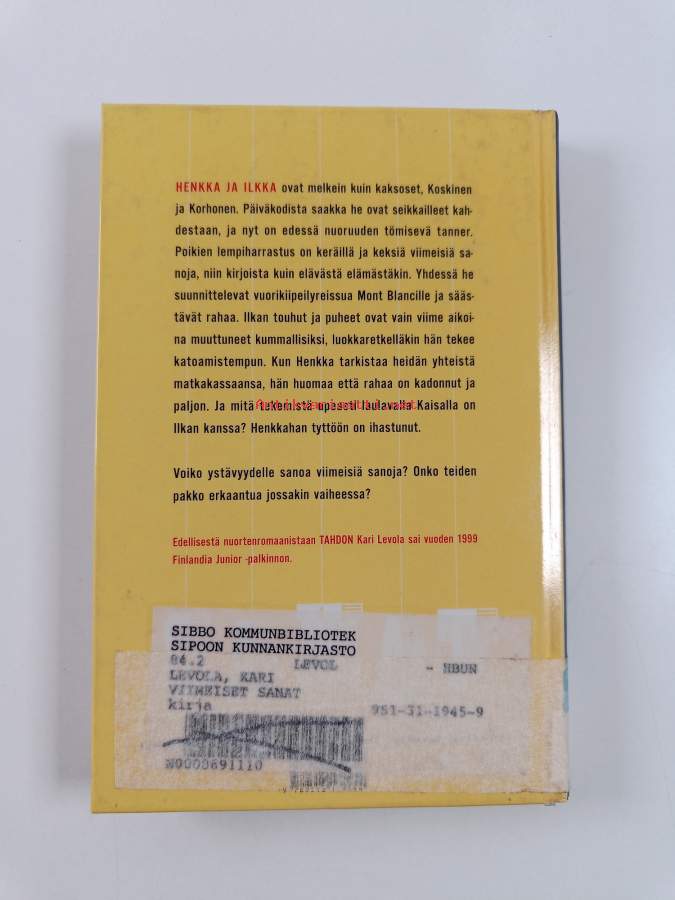 HENKKA JA ILKKA ovat melkein kuin kaksoset, Koskinen
ja Korhonen. Päiväkodista saakka he ovat seikkailleet kah-
destaan, ja nyt on edessä nuoruuden tömisevä tanner.
Poikien lempiharrastus on keräillä ja keksiä viimeisiä sa-
noja, niin kirjoista kuin elävästä elämästäkin. Yhdessä he
suunnittelevat vuorikiipeilyreissua Mont Blancille ja sääs-
tävät rahaa. Ilkan touhut ja puheet ovat vain viime aikoi-
na muuttuneet kummallisiksi, luokkaretkelläkin hän tekee
katoamistempun. Kun Henkka tarkistaa heidän yhteistä
matkakassaansa, hän huomaa että rahaa on kadonnut ja
paljon. Ja mitä tekemistä upeasti laulavalla Kaisalla on
Ilkan kanssa? Henkkahan tyttöön on ihastunut.
Voiko ystävyydelle sanoa viimeisiä sanoja? Onko teiden
pakko erkaantua jossakin vaiheessa?
Edellisestä nuortenromaanistaan TAHDON Kari Levola sai vuoden 1999
Finlandia Junior -palkinnon.
SIBBO KOMMUNBIBLIOTEK
SIPOON KUNNANKIRJASTO
84.2 LEVOL - HBUN
LEVOLA, KARI
VIIMEISET SANAT
kirja 951-31-1945-9
N0000691110